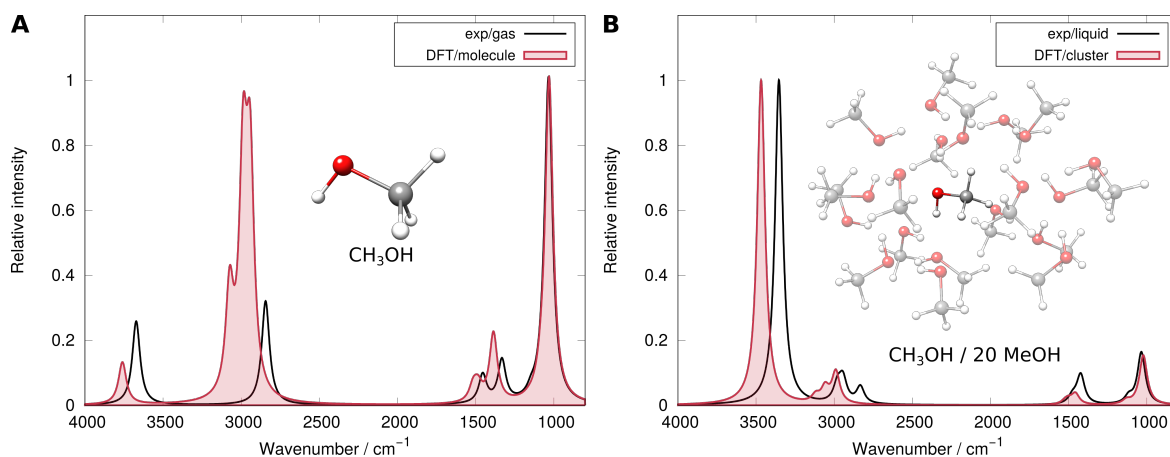 A
exp/gas
DFT/molecule
1
0.8
0.6
0.4
0.2
0
Relative intensity
CH₃OH
4000 3500 3000 2500 2000 1500 1000
Wavenumber / cm⁻¹
B
exp/liquid
DFT/cluster
1
0.8
0.6
0.4
0.2
0
Relative intensity
CH₃OH / 20 MeOH
4000 3500 3000 2500 2000 1500 1000
Wavenumber / cm⁻¹